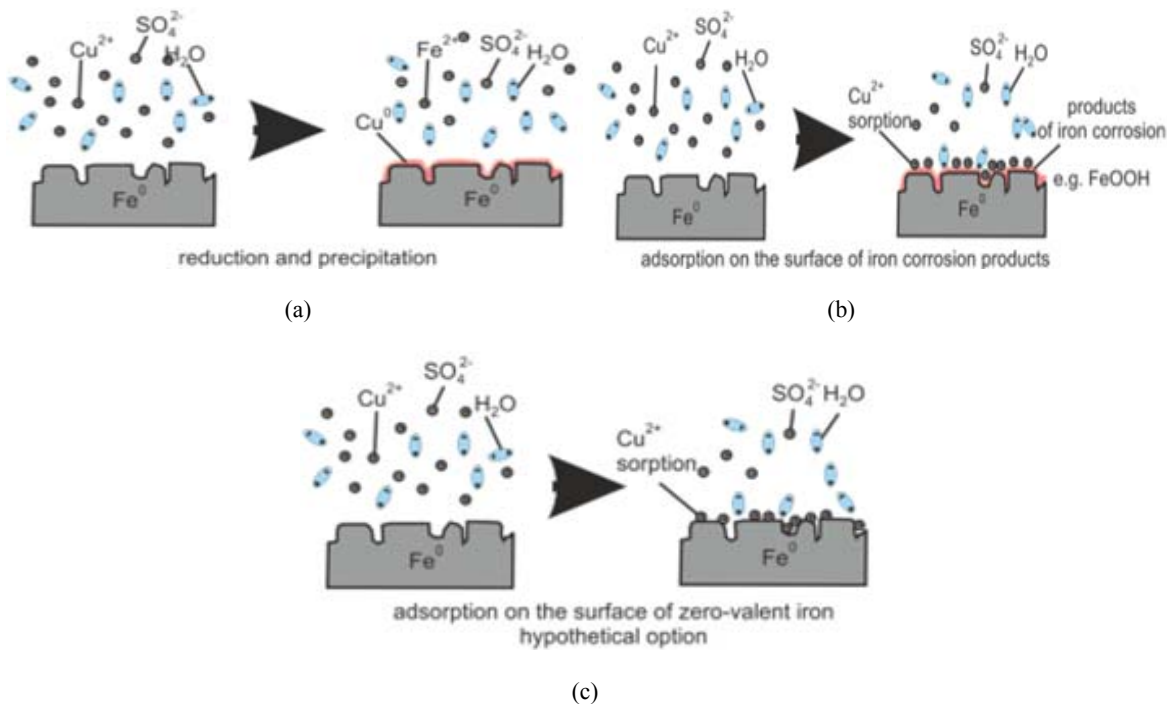 Cu²⁺ SO₄²⁻ H₂O
Fe⁰
Fe²⁺ SO₄²⁻ H₂O
Cu⁰
Fe⁰
reduction and precipitation
(a)
Cu²⁺ SO₄²⁻ H₂O
Fe⁰
SO₄²⁻ H₂O
Cu²⁺
sorption
products
of iron corrosion
e.g. FeOOH
Fe⁰
adsorption on the surface of iron corrosion products
(b)
Cu²⁺ SO₄²⁻ H₂O
Fe⁰
SO₄²⁻ H₂O
Cu²⁺
sorption
Fe⁰
adsorption on the surface of zero-valent iron
hypothetical option
(c)